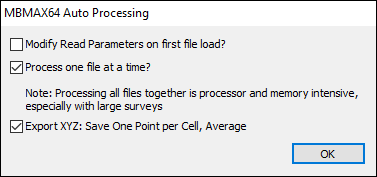 MBMAX64 Auto Processing
Modify Read Parameters on first file load?
Process one file at a time?
Note: Processing all files together is processor and memory intensive,
especially with large surveys
Export XYZ: Save One Point per Cell, Average
OK